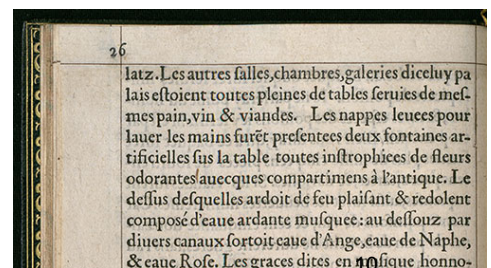 26
latz. Les autres ſalles,chambres,galeries diceluy pa
lais eſtoient toutes pleines de tables ſeruies de meſ-
mes pain,vin & viandes. Les nappes leuees pour
lauer les mains furẽt preſentees deux fontaines ar-
tificielles ſus la table toutes inſtrophiees de fleurs
odorantes auecques compartimens à l'antique. Le
deſſus deſquelles ardoit de feu plaiſant & redolent
compoſé d'eaue ardante muſquee: au deſſouz par
diuers canaux ſortoit eaue d'Ange,eaue de Naphe,
& eaue Roſe. Les graces dites en honno-